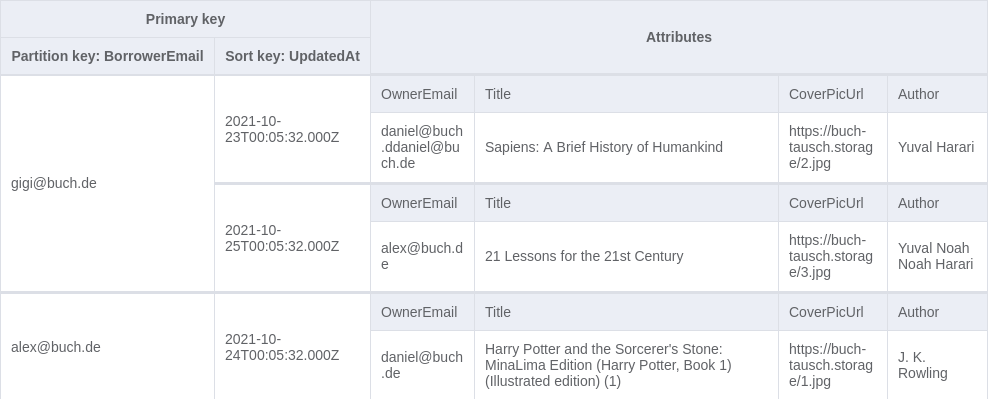 Primary key
Attributes
Partition key: BorrowerEmail
Sort key: UpdatedAt
gigi@buch.de
2021-10-
23T00:05:32.000Z
OwnerEmail
Title
CoverPicUrl
Author
daniel@buch
.ddaniel@bu
ch.de
Sapiens: A Brief History of Humankind
https://buch-
tausch.storag
e/2.jpg
Yuval Harari
2021-10-
25T00:05:32.000Z
OwnerEmail
Title
CoverPicUrl
Author
alex@buch.d
e
21 Lessons for the 21st Century
https://buch-
tausch.storag
e/3.jpg
Yuval Noah
Noah Harari
alex@buch.de
2021-10-
24T00:05:32.000Z
OwnerEmail
Title
CoverPicUrl
Author
daniel@buch
.de
Harry Potter and the Sorcerer's Stone:
MinaLima Edition (Harry Potter, Book 1)
(Illustrated edition) (1)
https://buch-
tausch.storag
e/1.jpg
J. K.
Rowling